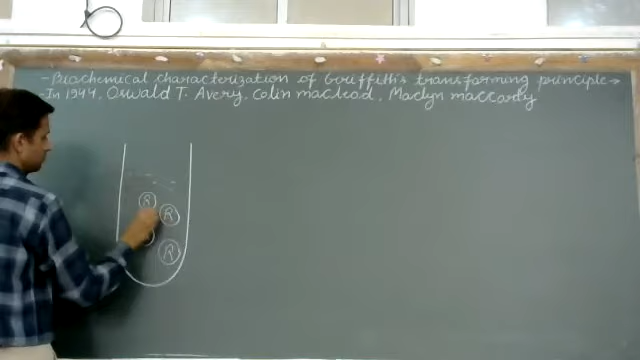 - Biochemical characterization of Griffith's transforming principle →
- In 1944, Oswald T. Avery, Colin macleod, Maclyn maccarty
R
R
R